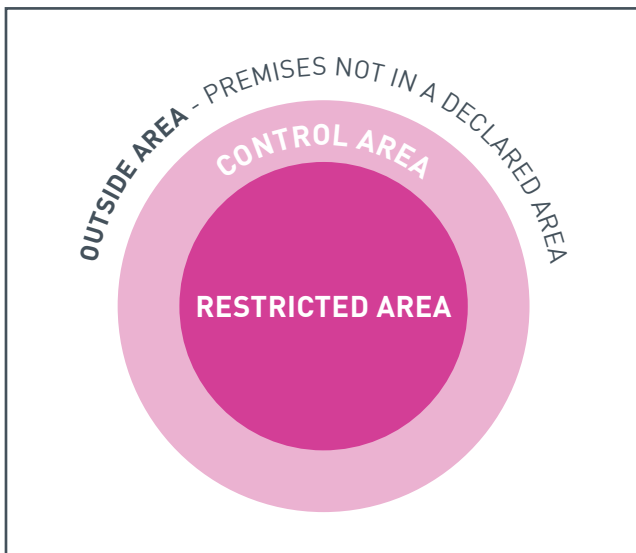 OUTSIDE AREA - PREMISES NOT IN A DECLARED AREA
CONTROL AREA
RESTRICTED AREA